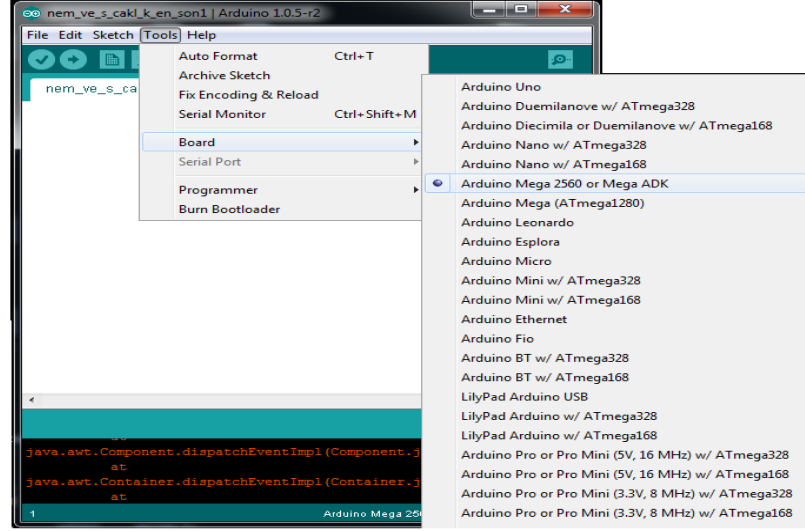 nem_ve_s_cakl_k_en_son1 | Arduino 1.0.5-r2
File Edit Sketch Tools Help
nem_ve_s_ca
Auto Format Ctrl+T
Archive Sketch
Fix Encoding & Reload
Serial Monitor Ctrl+Shift+M
Board
Serial Port
Programmer
Burn Bootloader
Arduino Uno
Arduino Duemilanove w/ ATmega328
Arduino Diecimila or Duemilanove w/ ATmega168
Arduino Nano w/ ATmega328
Arduino Nano w/ ATmega168
Arduino Mega 2560 or Mega ADK
Arduino Mega (ATmega1280)
Arduino Leonardo
Arduino Esplora
Arduino Micro
Arduino Mini w/ ATmega328
Arduino Mini w/ ATmega168
Arduino Ethernet
Arduino Fio
Arduino BT w/ ATmega328
Arduino BT w/ ATmega168
LilyPad Arduino USB
LilyPad Arduino w/ ATmega328
LilyPad Arduino w/ ATmega168
Arduino Pro or Pro Mini (5V, 16 MHz) w/ ATmega328
Arduino Pro or Pro Mini (5V, 16 MHz) w/ ATmega168
Arduino Pro or Pro Mini (3.3V, 8 MHz) w/ ATmega328
Arduino Pro or Pro Mini (3.3V, 8 MHz) w/ ATmega168
java.awt.Component.dispatchEventImpl(Component.j
at
java.awt.Container.dispatchEventImpl(Container.j
at
1 Arduino Mega 256